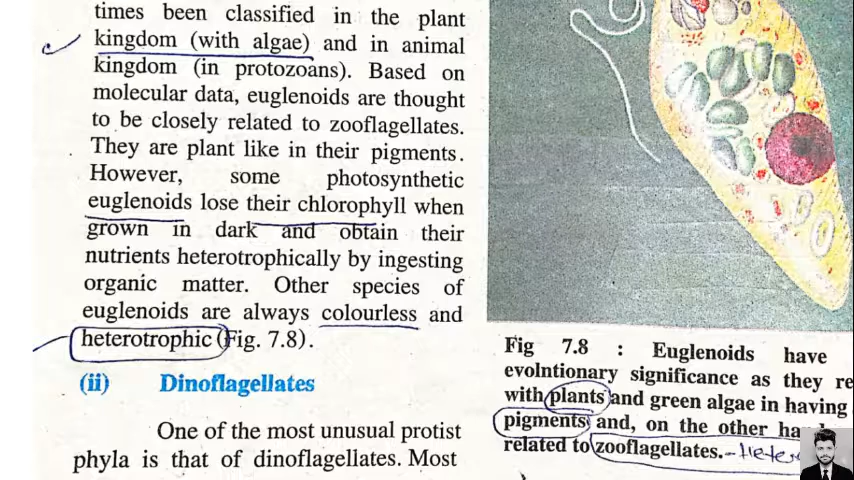 times been classified in the plant
kingdom (with algae) and in animal
kingdom (in protozoans). Based on
molecular data, euglenoids are thought
to be closely related to zooflagellates.
They are plant like in their pigments.
However, some photosynthetic
euglenoids lose their chlorophyll when
grown in dark and obtain their
nutrients heterotrophically by ingesting
organic matter. Other species of
euglenoids are always colourless and
heterotrophic (Fig. 7.8).
(ii) Dinoflagellates
One of the most unusual protist
phyla is that of dinoflagellates. Most
Fig 7.8 : Euglenoids have
evolntionary significance as they re
with plants and green algae in having
pigments and, on the other hand
related to zooflagellates. - Heter